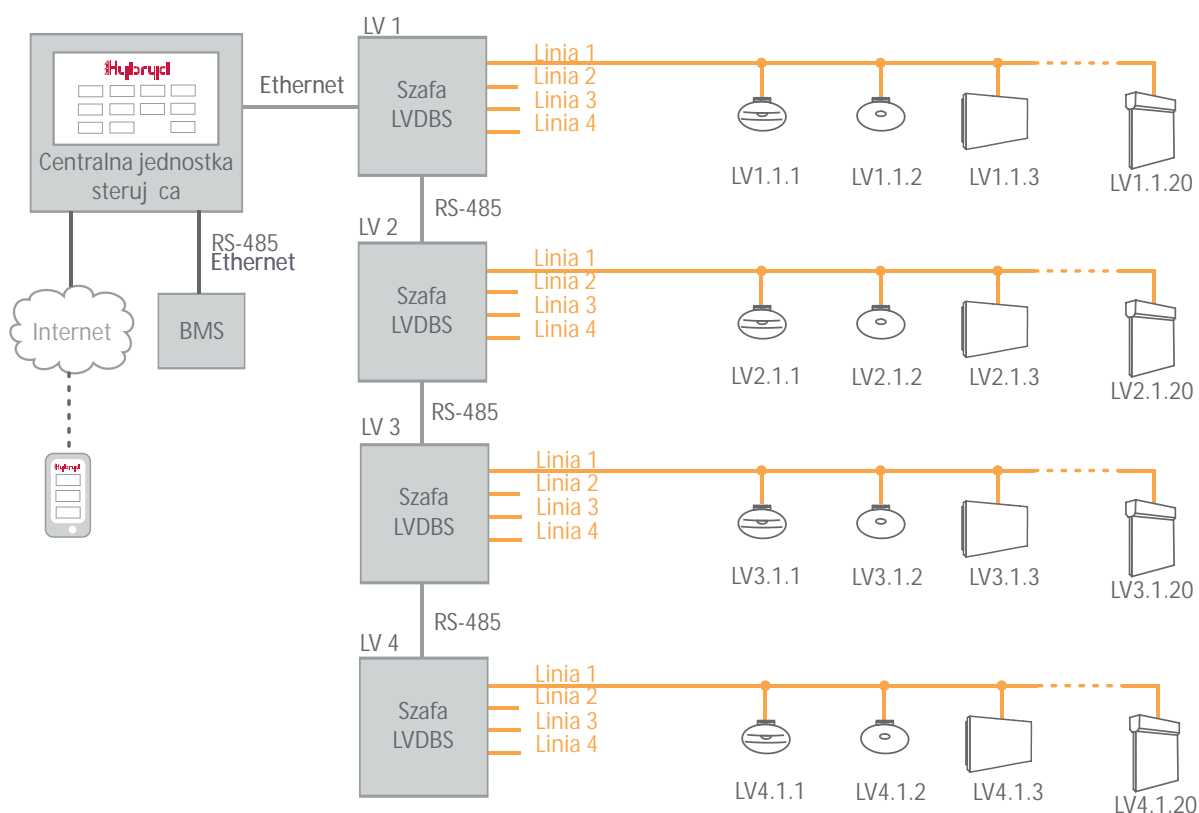 Hybryd
Centralna jednostka
steruj ca
Ethernet
RS-485
Ethernet
Internet
BMS
Hybryd
LV 1
Szafa
LVDBS
Linia 1
Linia 2
Linia 3
Linia 4
LV1.1.1
LV1.1.2
LV1.1.3
LV1.1.20
RS-485
LV 2
Szafa
LVDBS
Linia 1
Linia 2
Linia 3
Linia 4
LV2.1.1
LV2.1.2
LV2.1.3
LV2.1.20
RS-485
LV 3
Szafa
LVDBS
Linia 1
Linia 2
Linia 3
Linia 4
LV3.1.1
LV3.1.2
LV3.1.3
LV3.1.20
RS-485
LV 4
Szafa
LVDBS
Linia 1
Linia 2
Linia 3
Linia 4
LV4.1.1
LV4.1.2
LV4.1.3
LV4.1.20